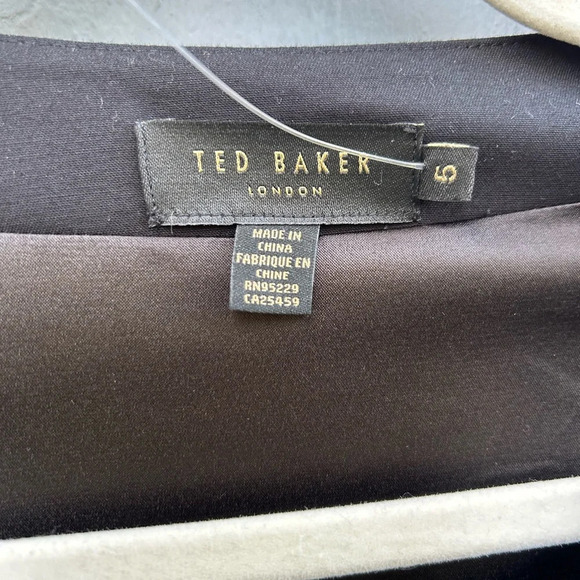 TED BAKER
LONDON
5
MADE IN
CHINA
FABRIQUE EN
CHINE
RN95229
CA25459